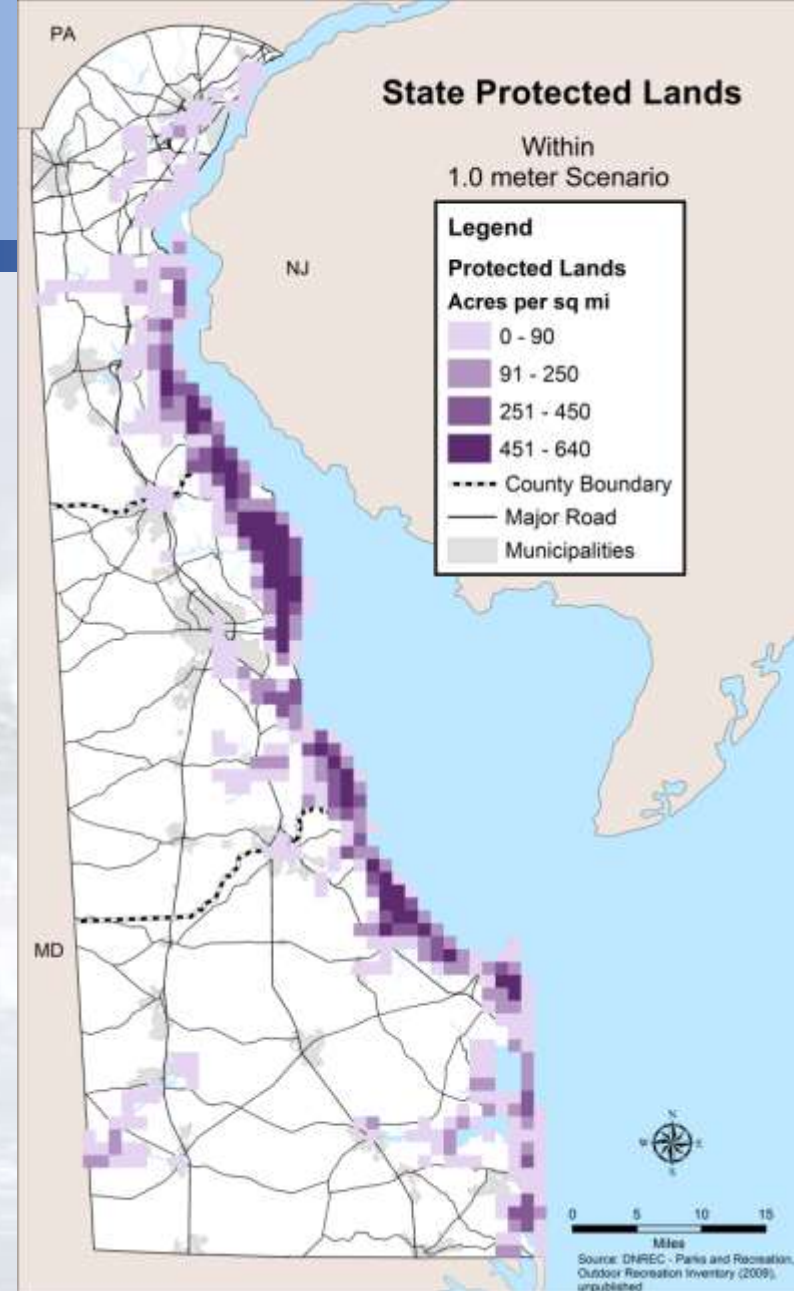 PA
State Protected Lands
Within
1.0 meter Scenario
Legend
Protected Lands
Acres per sq mi
0 - 90
91 - 250
251 - 450
451 - 640
County Boundary
Major Road
Municipalities
NJ
MD
N
W
E
S
0 5 10 15
Miles
Source: DNREC - Parks and Recreation,
Outdoor Recreation Inventory (2009),
unpublished